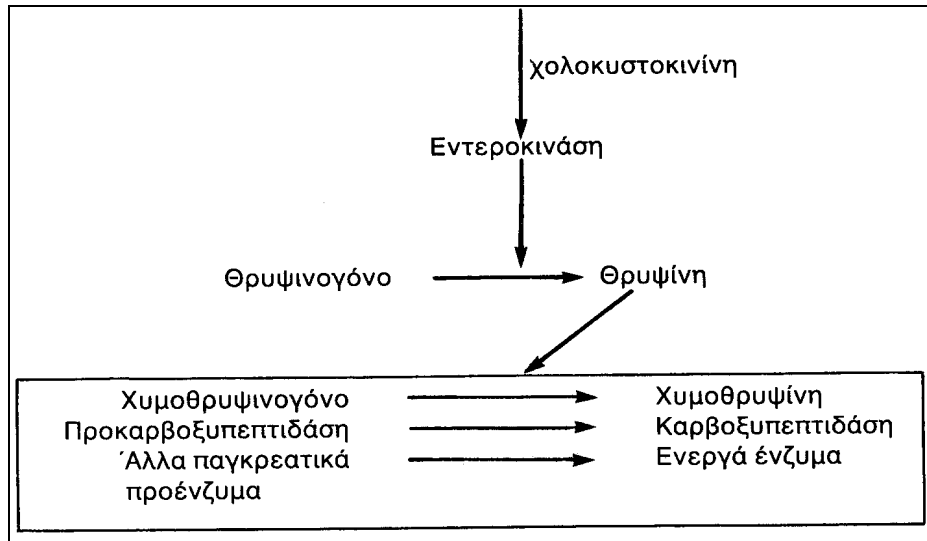 χολοκυστοκινίνη
Εντεροκινάση
Θρυψινογόνο Θρυψίνη
Χυμοθρυψινογόνο Χυμοθρυψίνη
Προκαρβοξυπεπτιδάση Καρβοξυπεπτιδάση
Άλλα παγκρεατικά Ενεργά ένζυμα
προένζυμα